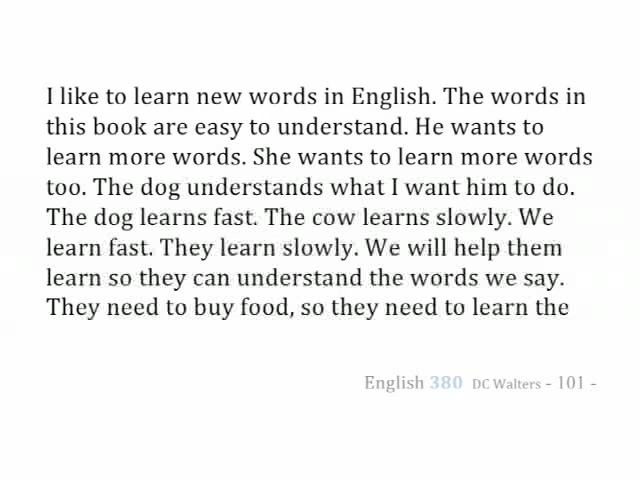 I like to learn new words in English. The words in
this book are easy to understand. He wants to
learn more words. She wants to learn more words
too. The dog understands what I want him to do.
The dog learns fast. The cow learns slowly. We
learn fast. They learn slowly. We will help them
learn so they can understand the words we say.
They need to buy food, so they need to learn the
English 380 DC Walters - 101 -